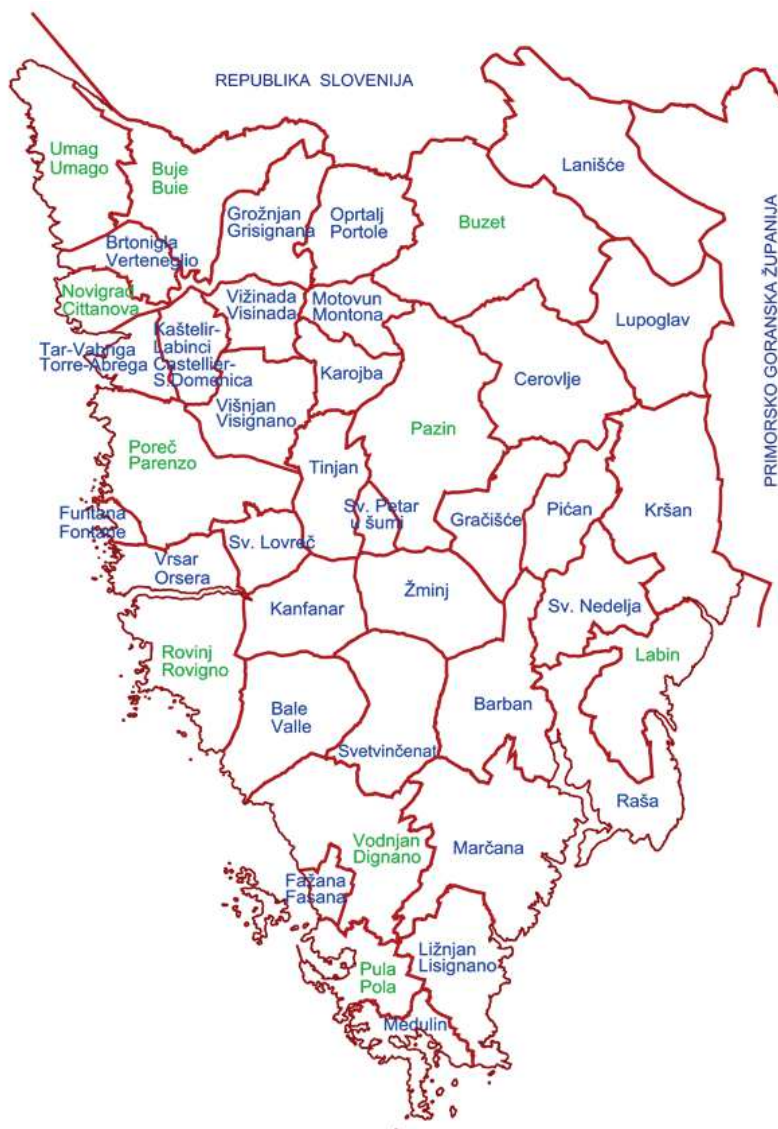 REPUBLIKA SLOVENIJA
PRIMORSKO GORANSKA ŽUPANIJA
Umag
Umago
Buje
Buie
Lanišće
Grožnjan
Grisignana
Oprtalj
Portole
Buzet
Brtonigla
Verteneglio
Novigrad
Cittanova
Vižinada
Visinada
Motovun
Montona
Lupoglav
Tar-Vabriga
Torre-Abrega
Kaštelir-
Labinci
Castellier-
S.Domenica
Karojba
Cerovlje
Višnjan
Visignano
Pazin
Poreč
Parenzo
Tinjan
Sv. Petar
u šumi
Gračišće
Pićan
Kršan
Funtana
Fontane
Sv. Lovreč
Vrsar
Orsera
Kanfanar
Žminj
Sv. Nedelja
Rovinj
Rovigno
Labin
Bale
Valle
Barban
Svetvinčenat
Raša
Vodnjan
Dignano
Marčana
Fažana
Fasana
Ližnjan
Lisignano
Pula
Pola
Medulin